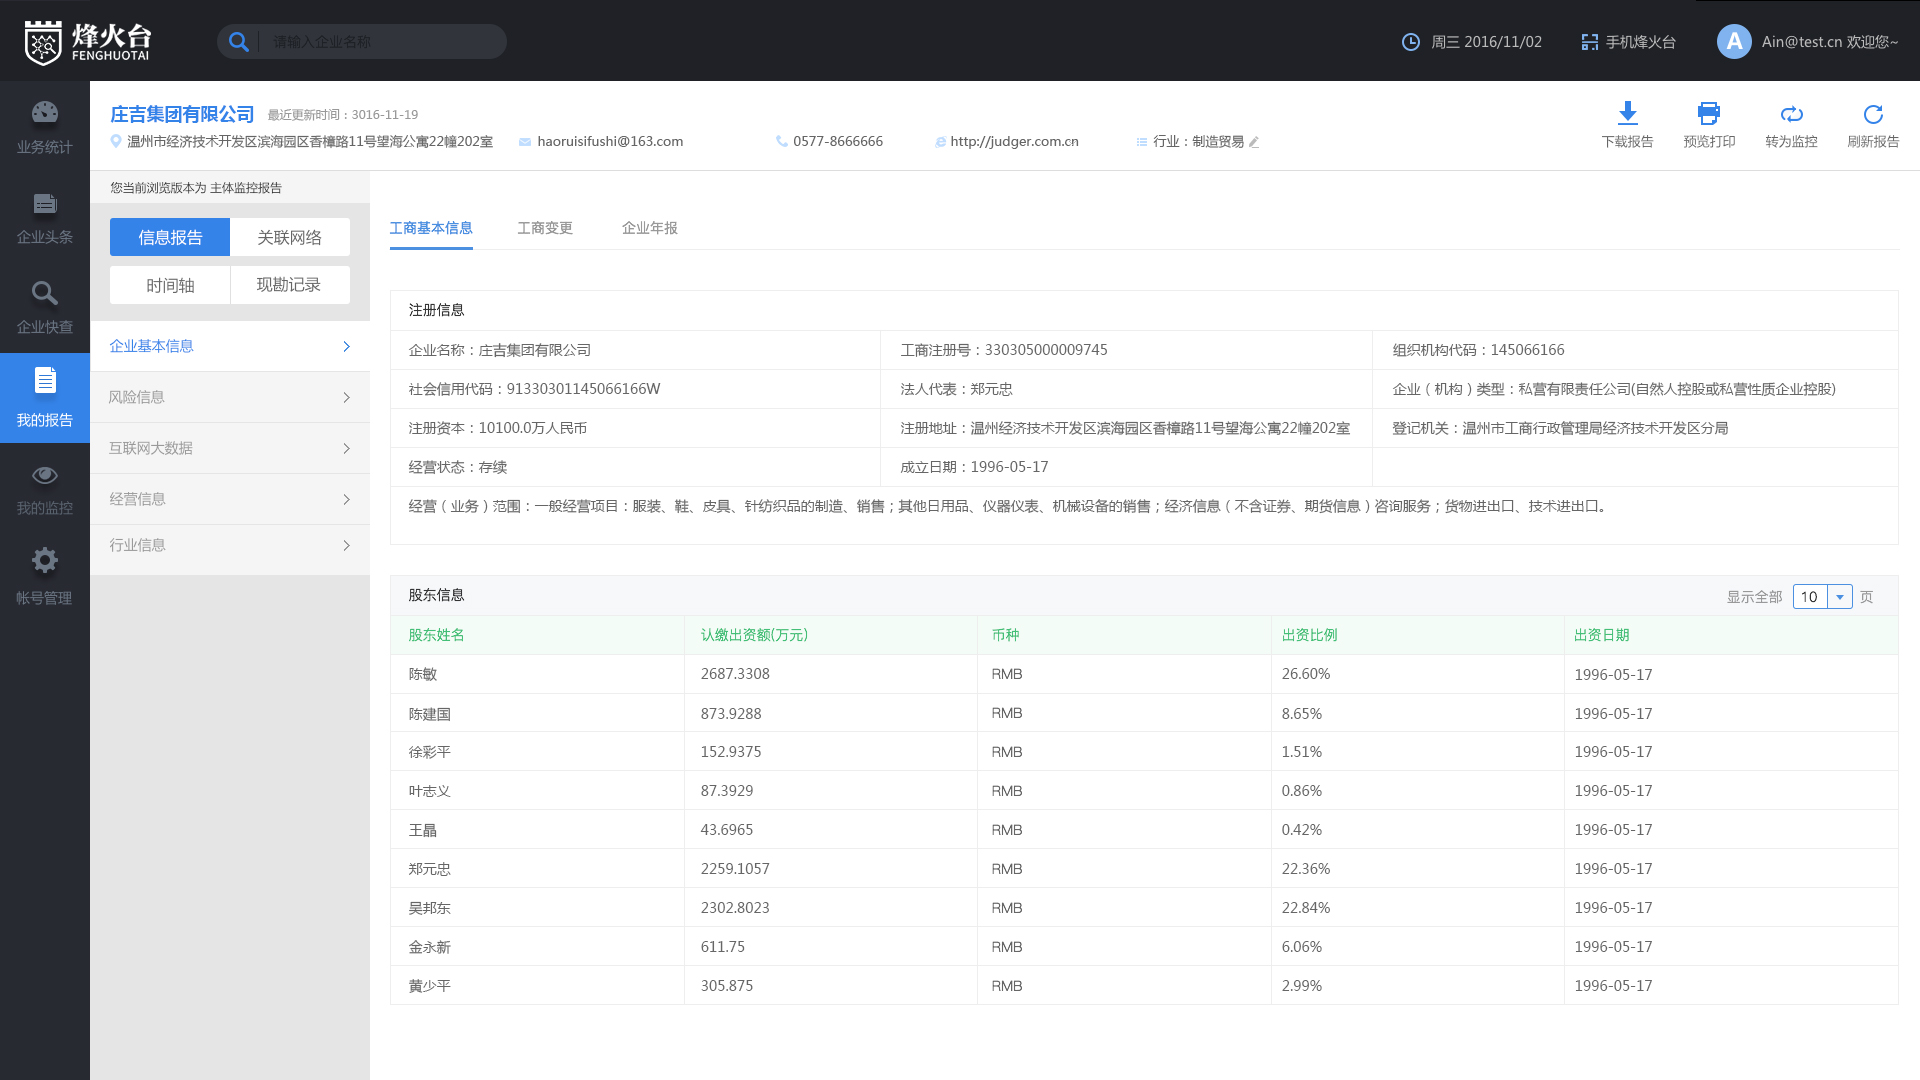 烽火台
FENGHUOTAI
请输入企业名称
周三 2016/11/02
手机烽火台
A
Ain@test.cn 欢迎您~
业务统计
企业头条
企业快查
我的报告
我的监控
帐号管理
庄吉集团有限公司 最近更新时间：3016-11-19
温州市经济技术开发区滨海园区香樟路11号望海公寓22幢202室 haoruisifushi@163.com 0577-8666666 http://judger.com.cn 行业：制造贸易
下载报告 预览打印 转为监控 刷新报告
您当前浏览版本为 主体监控报告
信息报告 关联网络
时间轴 现勘记录
企业基本信息
风险信息
互联网大数据
经营信息
行业信息
工商基本信息 工商变更 企业年报
注册信息
企业名称：庄吉集团有限公司 工商注册号：330305000009745 组织机构代码：145066166
社会信用代码：91330301145066166W 法人代表：郑元忠 企业（机构）类型：私营有限责任公司(自然人控股或私营性质企业控股)
注册资本：10100.0万人民币 注册地址：温州经济技术开发区滨海园区香樟路11号望海公寓22幢202室 登记机关：温州市工商行政管理局经济技术开发区分局
经营状态：存续 成立日期：1996-05-17
经营（业务）范围：一般经营项目：服装、鞋、皮具、针纺织品的制造、销售；其他日用品、仪器仪表、机械设备的销售；经济信息（不含证券、期货信息）咨询服务；货物进出口、技术进出口。
股东信息 显示全部 10 页
股东姓名 认缴出资额(万元) 币种 出资比例 出资日期
陈敏 2687.3308 RMB 26.60% 1996-05-17
陈建国 873.9288 RMB 8.65% 1996-05-17
徐彩平 152.9375 RMB 1.51% 1996-05-17
叶志义 87.3929 RMB 0.86% 1996-05-17
王晶 43.6965 RMB 0.42% 1996-05-17
郑元忠 2259.1057 RMB 22.36% 1996-05-17
吴邦东 2302.8023 RMB 22.84% 1996-05-17
金永新 611.75 RMB 6.06% 1996-05-17
黄少平 305.875 RMB 2.99% 1996-05-17